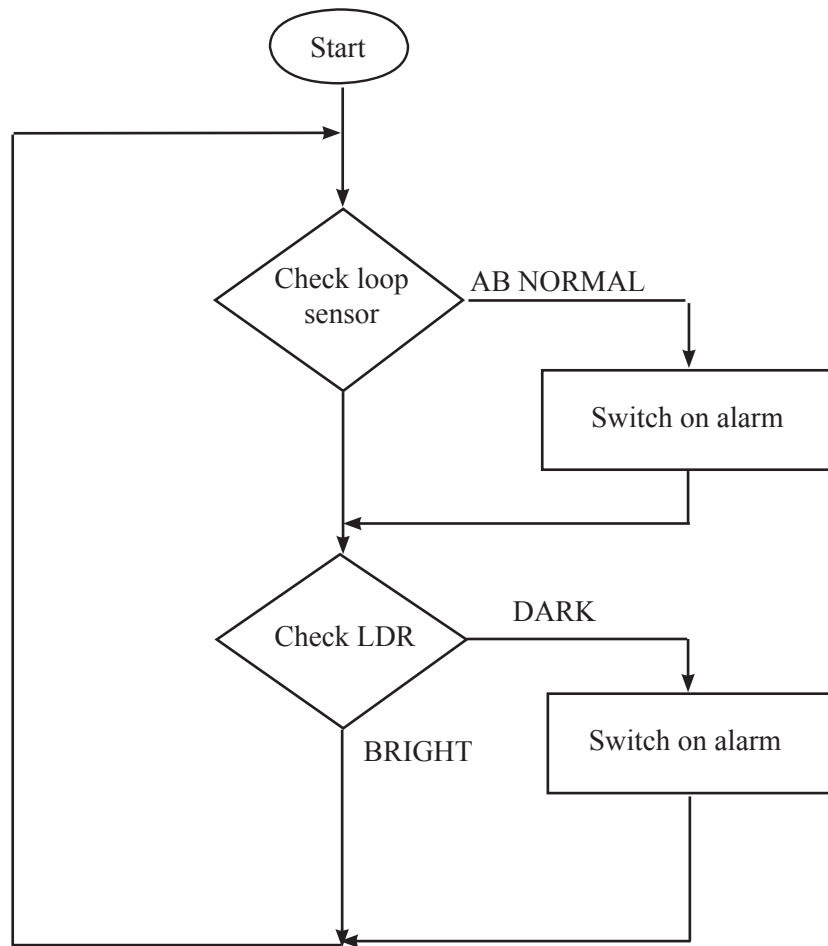 Start
Check loop
sensor
AB NORMAL
Switch on alarm
Check LDR
DARK
Switch on alarm
BRIGHT